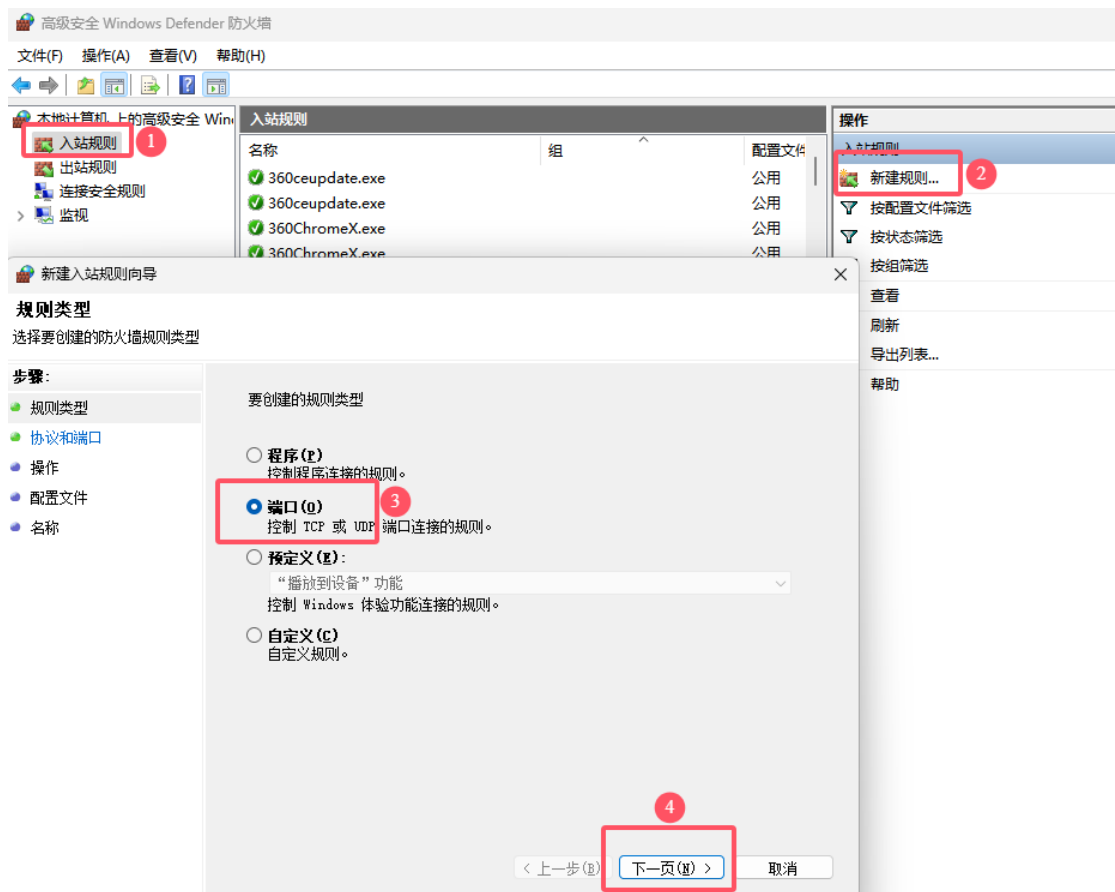 高级安全 Windows Defender 防火墙
文件(F) 操作(A) 查看(V) 帮助(H)
本地计算机 上的高级安全 Win
入站规则
1
出站规则
连接安全规则
监视
入站规则
名称 组 配置文件
360ceupdate.exe 公用
360ceupdate.exe 公用
360ChromeX.exe 公用
360ChromeX.exe 公用
操作
入站规则
新建规则...
2
按配置文件筛选
按状态筛选
按组筛选
查看
刷新
导出列表...
帮助
新建入站规则向导
规则类型
选择要创建的防火墙规则类型
步骤:
规则类型
协议和端口
操作
配置文件
名称
要创建的规则类型
程序(P)
控制程序连接的规则。
端口(O)
3
控制 TCP 或 UDP 端口连接的规则。
预定义(E):
“播放到设备”功能
控制 Windows 体验功能连接的规则。
自定义(C)
自定义规则。
4
< 上一步(B) 下一页(N) > 取消